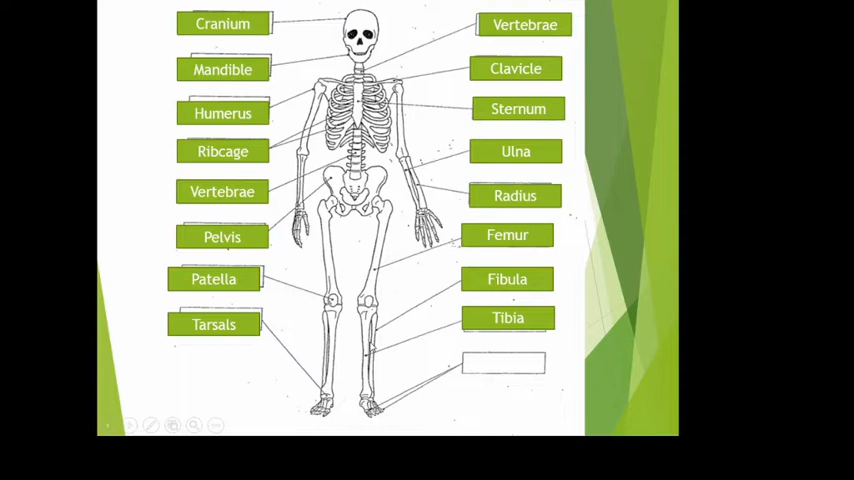 Cranium
Vertebrae
Mandible
Clavicle
Humerus
Sternum
Ribcage
Ulna
Vertebrae
Radius
Pelvis
Femur
Patella
Fibula
Tarsals
Tibia